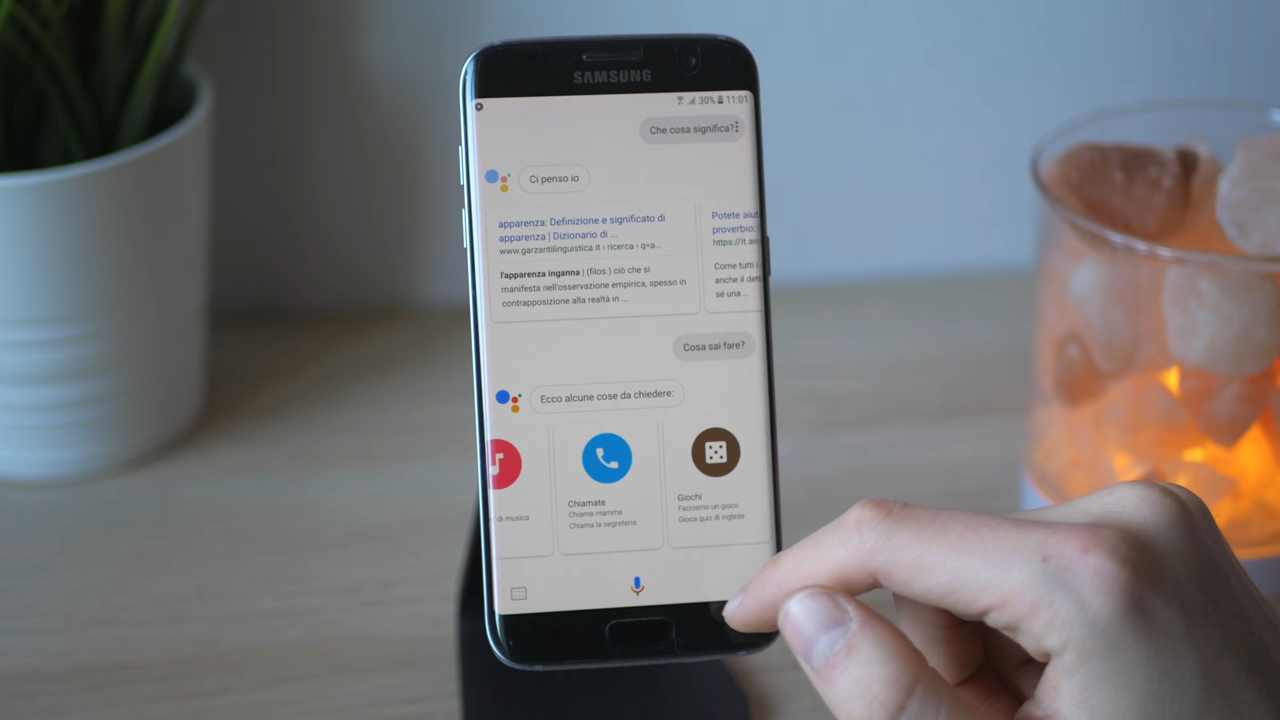 SAMSUNG
30% 11:01
Che cosa significa?
Ci penso io
apparenza: Definizione e significato di
apparenza | Dizionario di ...
www.garzantilinguistica.it › ricerca › q=a...
l'apparenza inganna | (filos.) ciò che si
manifesta nell'osservazione empirica, spesso in
contrapposizione alla realtà in ...
Potete
proverbio:
https://it.an
Come tutti i
anche il det
sé una ...
Cosa sai fare?
Ecco alcune cose da chiedere:
di musica
Chiamate
Chiama mamma
Chiama la segreteria
Giochi
Facciamo un gioco
Gioca quiz di inglese